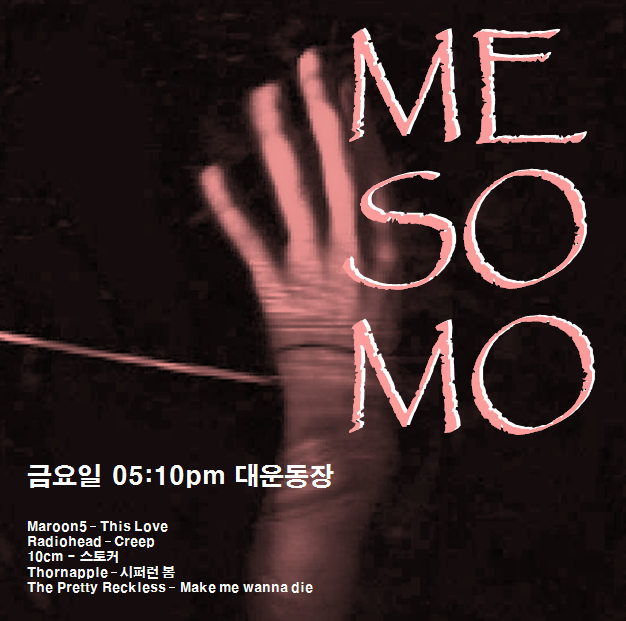 ME
SO
MO
금요일 05:10pm 대운동장
Maroon5 - This Love
Radiohead - Creep
10cm - 스토커
Thornapple - 시퍼런 봄
The Pretty Reckless - Make me wanna die